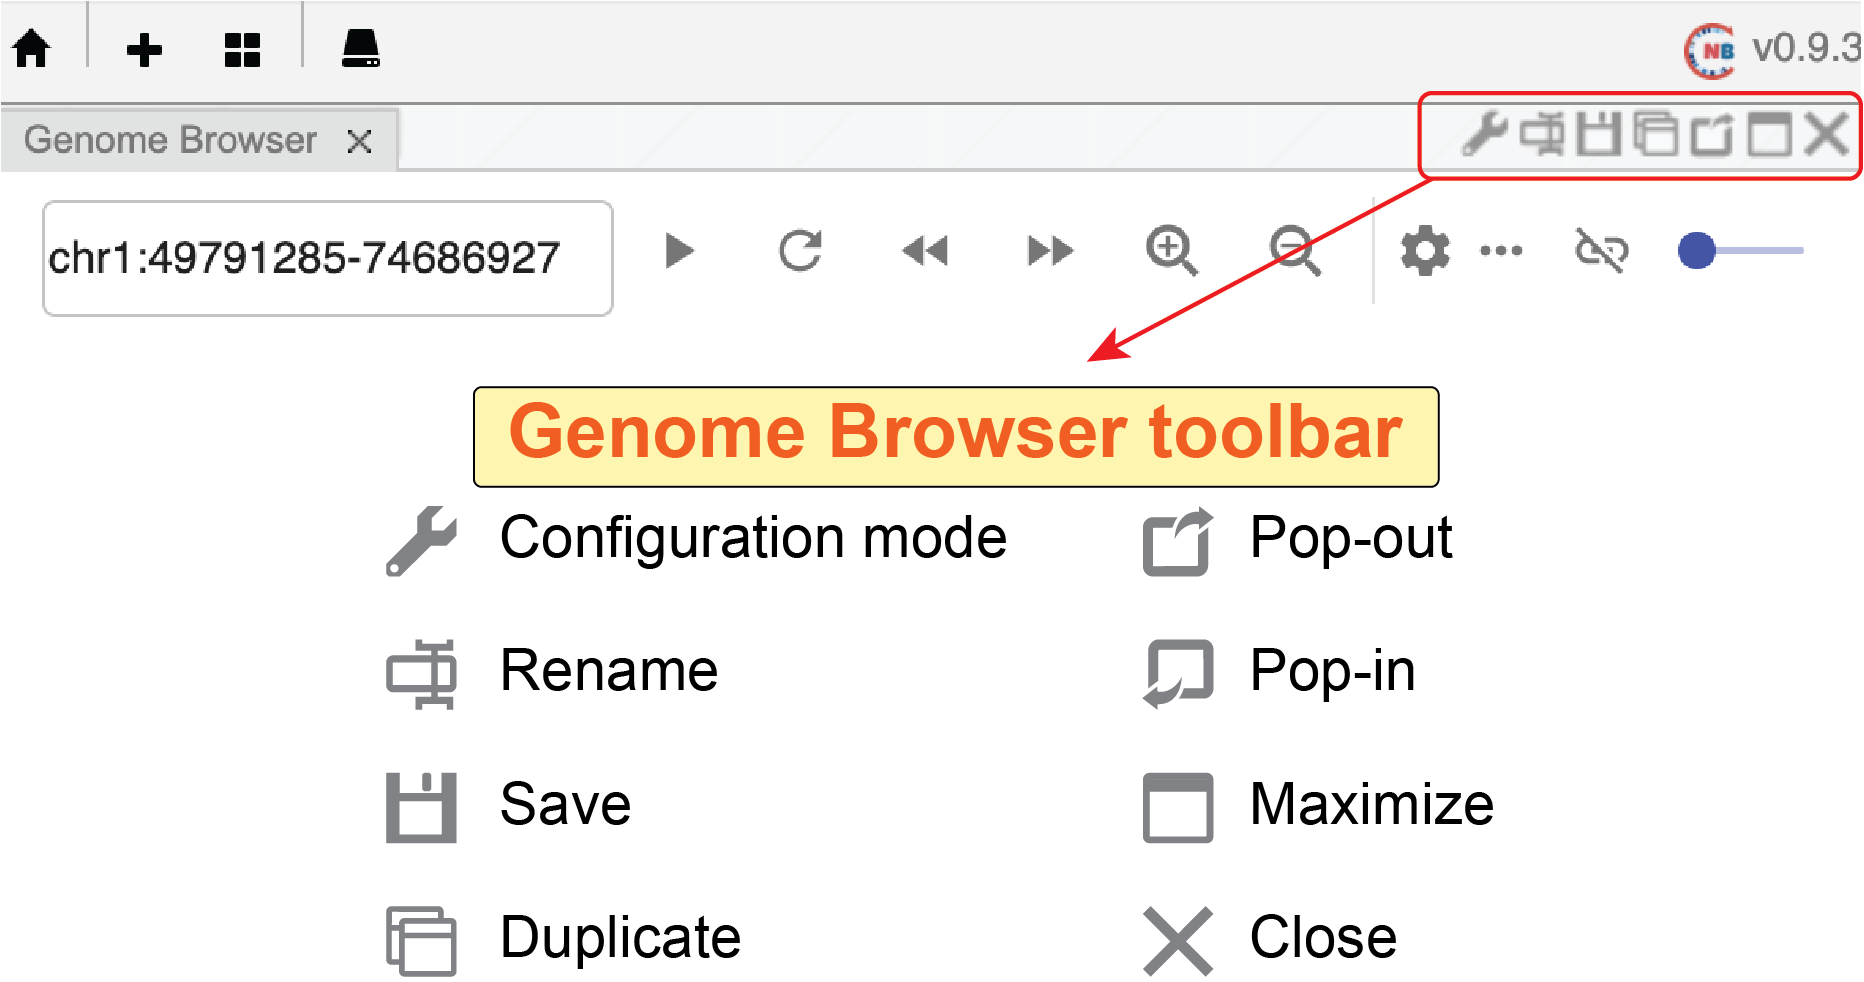 NB v0.9.3
Genome Browser
chr1:49791285-74686927
Genome Browser toolbar
Configuration mode
Pop-out
Rename
Pop-in
Save
Maximize
Duplicate
Close